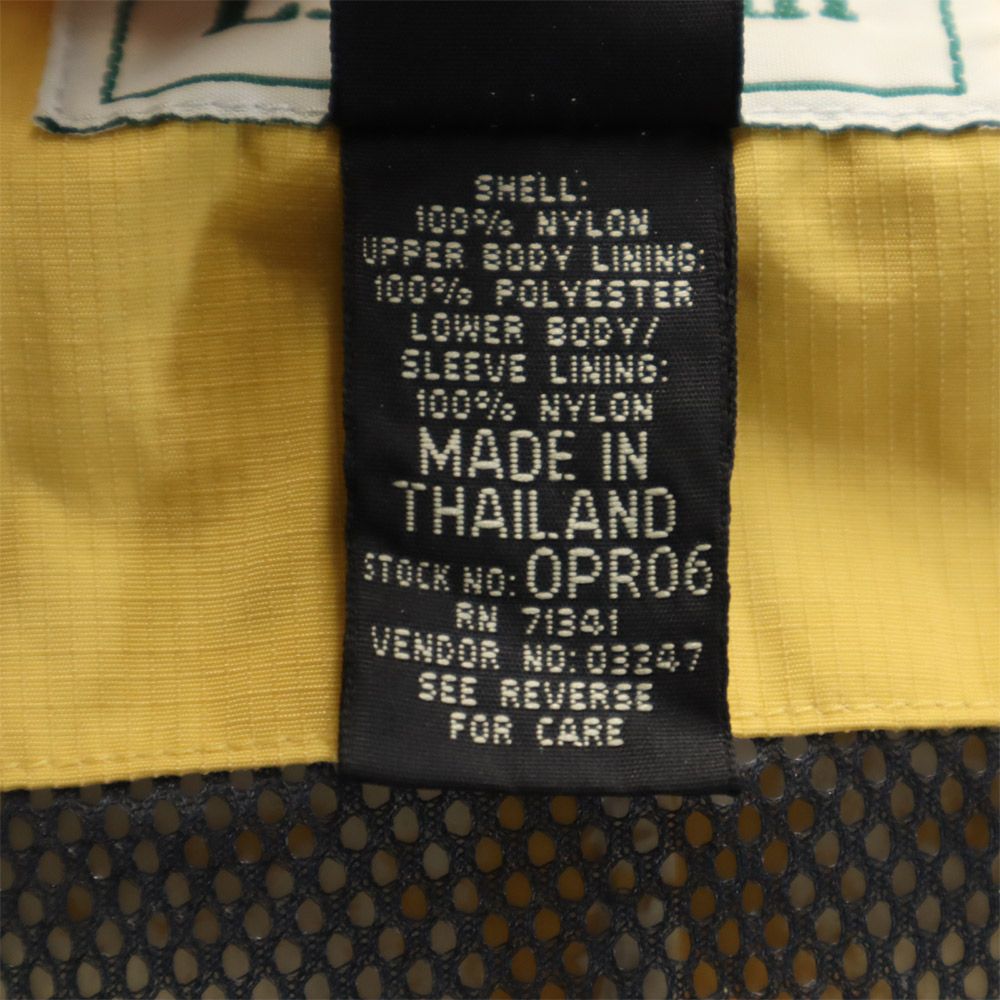 SHELL:
100% NYLON
UPPER BODY LINING:
100% POLYESTER
LOWER BODY/
SLEEVE LINING:
100% NYLON
MADE IN
THAILAND
STOCK NO: 0PR06
RN 71341
VENDOR NO: 03247
SEE REVERSE
FOR CARE